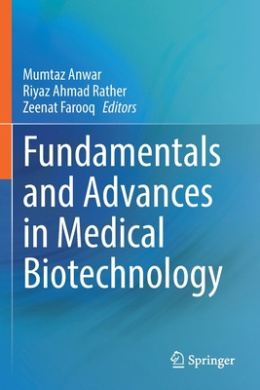 Mumtaz Anwar
Riyaz Ahmad Rather
Zeenat Farooq Editors
Fundamentals
and Advances
in Medical
Biotechnology
Springer